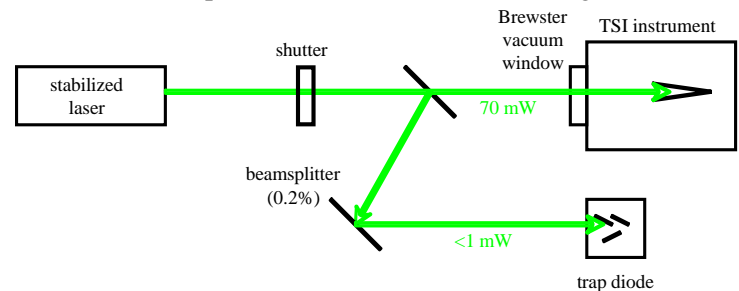 Brewster
vacuum
window
TSI instrument
shutter
stabilized
laser
70 mW
beamsplitter
(0.2%)
<1 mW
trap diode